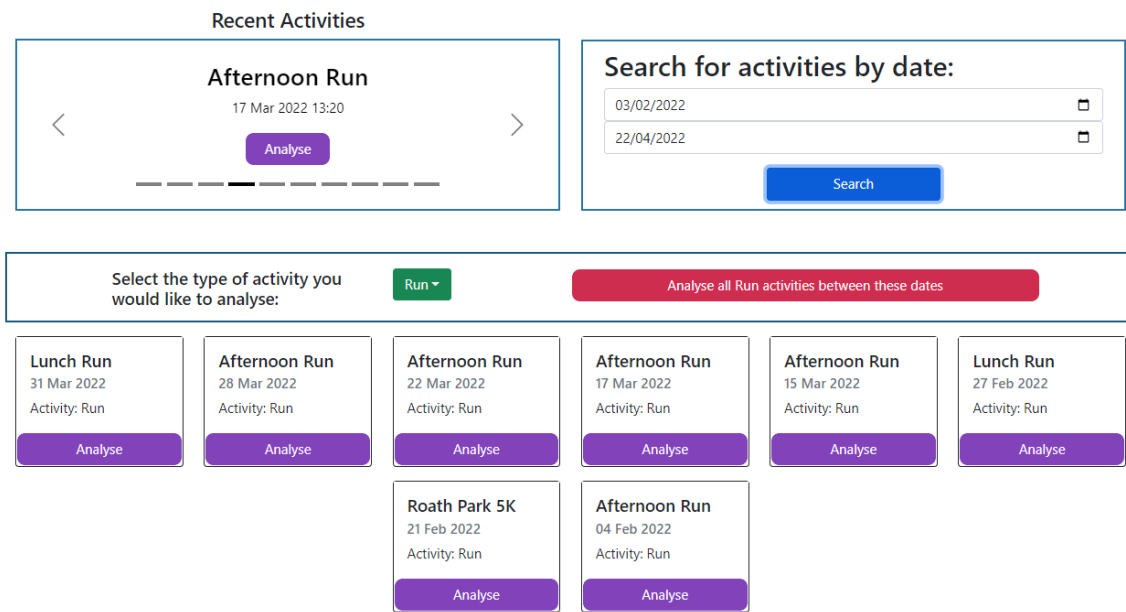 Recent Activities
Afternoon Run
17 Mar 2022 13:20
Analyse
Search for activities by date:
03/02/2022
22/04/2022
Search
Select the type of activity you
would like to analyse:
Run
Analyse all Run activities between these dates
Lunch Run
31 Mar 2022
Activity: Run
Analyse
Afternoon Run
28 Mar 2022
Activity: Run
Analyse
Afternoon Run
22 Mar 2022
Activity: Run
Analyse
Afternoon Run
17 Mar 2022
Activity: Run
Analyse
Afternoon Run
15 Mar 2022
Activity: Run
Analyse
Lunch Run
27 Feb 2022
Activity: Run
Analyse
Roath Park 5K
21 Feb 2022
Activity: Run
Analyse
Afternoon Run
04 Feb 2022
Activity: Run
Analyse